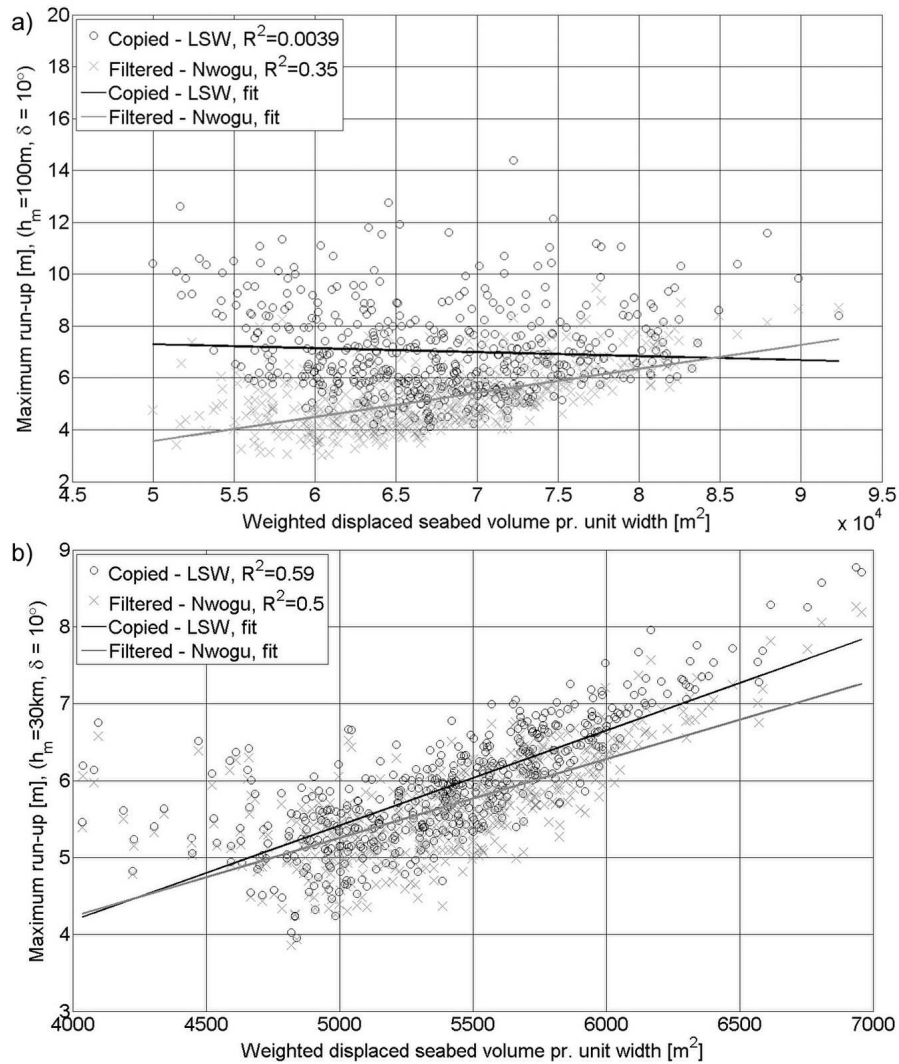 a)
Copied - LSW, R²=0.0039
Filtered - Nwogu, R²=0.35
Copied - LSW, fit
Filtered - Nwogu, fit
Maximum run-up [m], (h_m=100m, δ = 10°)
20
18
16
14
12
10
8
6
4
2
4.5 5 5.5 6 6.5 7 7.5 8 8.5 9 9.5
Weighted displaced seabed volume pr. unit width [m²]
x 10⁴
b)
Copied - LSW, R²=0.59
Filtered - Nwogu, R²=0.5
Copied - LSW, fit
Filtered - Nwogu, fit
Maximum run-up [m], (h_m=30km, δ = 10°)
9
8
7
6
5
4
3
4000 4500 5000 5500 6000 6500 7000
Weighted displaced seabed volume pr. unit width [m²]